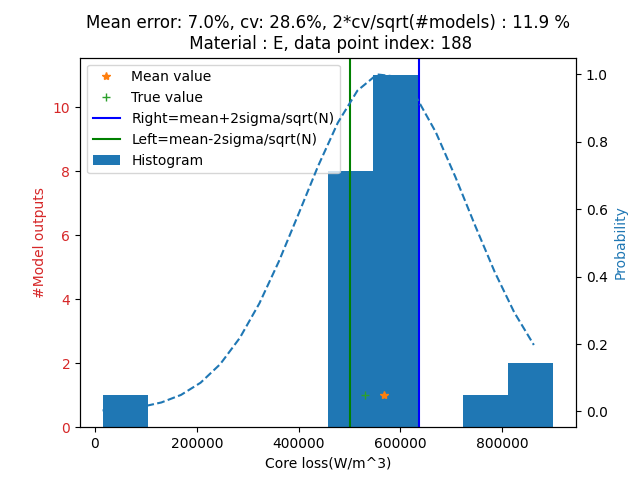 Mean error: 7.0%, cv: 28.6%, 2*cv/sqrt(#models) : 11.9 %
Material : E, data point index: 188
Mean value
True value
Right=mean+2sigma/sqrt(N)
Left=mean-2sigma/sqrt(N)
Histogram
#Model outputs
0
2
4
6
8
10
0
200000
400000
600000
800000
Core loss(W/m^3)
0.0
0.2
0.4
0.6
0.8
1.0
Probability